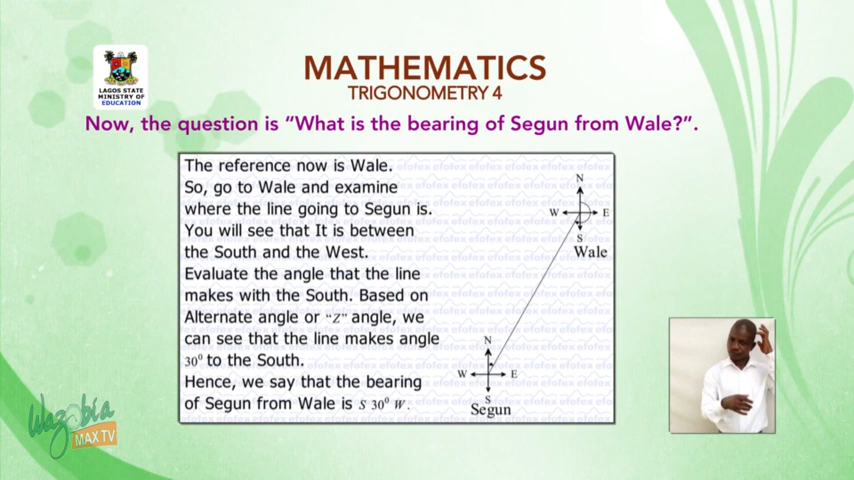 LAGOS STATE
MINISTRY OF
EDUCATION
MATHEMATICS
TRIGONOMETRY 4
Now, the question is “What is the bearing of Segun from Wale?”.
The reference now is Wale.
So, go to Wale and examine
where the line going to Segun is.
You will see that It is between
the South and the West.
Evaluate the angle that the line
makes with the South. Based on
Alternate angle or “Z” angle, we
can see that the line makes angle
30⁰ to the South.
Hence, we say that the bearing
of Segun from Wale is S 30⁰ W.
N
W E
S
Wale
N
W E
S
Segun
Wazobia
MAX TV